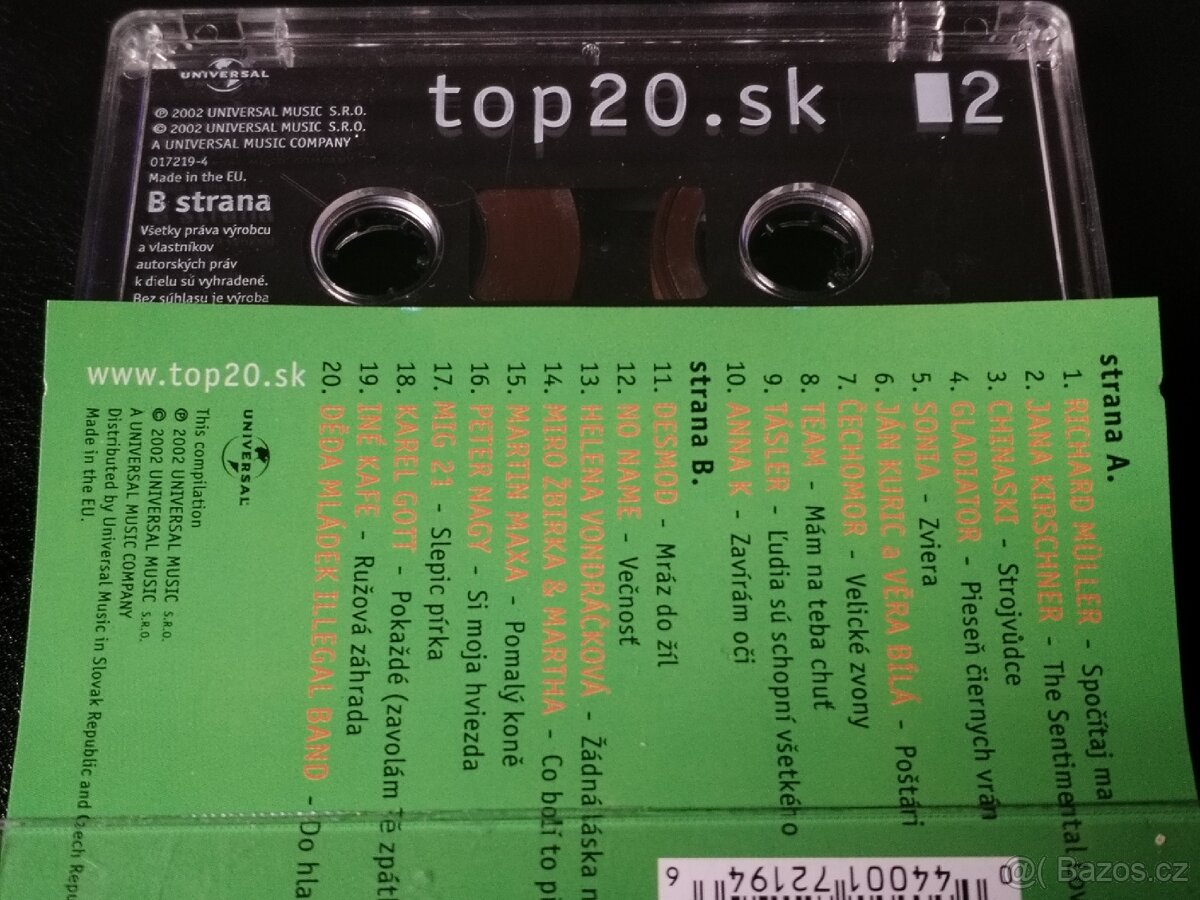 UNIVERSAL
℗ 2002 UNIVERSAL MUSIC S.R.O.
© 2002 UNIVERSAL MUSIC S.R.O.
A UNIVERSAL MUSIC COMPANY
017219-4
Made in the EU.
B strana
Všetky práva výrobcu
a vlastníkov
autorských práv
k dielu sú vyhradené.
Bez súhlasu je výroba
top20.sk
2
strana A.
1. RICHARD MÜLLER - Spočítaj ma
2. JANA KIRSCHNER - The Sentimental
3. CHINASKI - Strojvůdce
4. GLADIATOR - Pieseň čiernych vrán
5. SONIA - Zviera
6. JÁN KURIC a VĚRA BÍLÁ - Poštári
7. ČECHOMOR - Velické zvony
8. TEAM - Mám na teba chuť
9. TÁSLER - Ľudia sú schopní všetkého
10. ANNA K - Zavírám oči
strana B.
11. DESMOD - Mráz do žíl
12. NO NAME - Večnosť
13. HELENA VONDRÁČKOVÁ - Žádná láska n
14. MIRO ŽBIRKA & MARTHA - Co bolí to p
15. MARTIN MAXA - Pomalý koně
16. PETER NAGY - Si moja hviezda
17. MIG 21 - Slepic pírka
18. KAREL GOTT - Pokaždé (zavolám Tě zpát
19. INÉ KAFE - Ružová záhrada
20. DĚDA MLÁDEK ILLEGAL BAND - Do hla
www.top20.sk
UNIVERSAL
This compilation
℗ 2002 UNIVERSAL MUSIC S.R.O.
© 2002 UNIVERSAL MUSIC S.R.O.
A UNIVERSAL MUSIC COMPANY
Distributed by Universal Music in Slovak Republic and Czech Repu
Made in the EU.
44001 72194 6
Bazos.cz